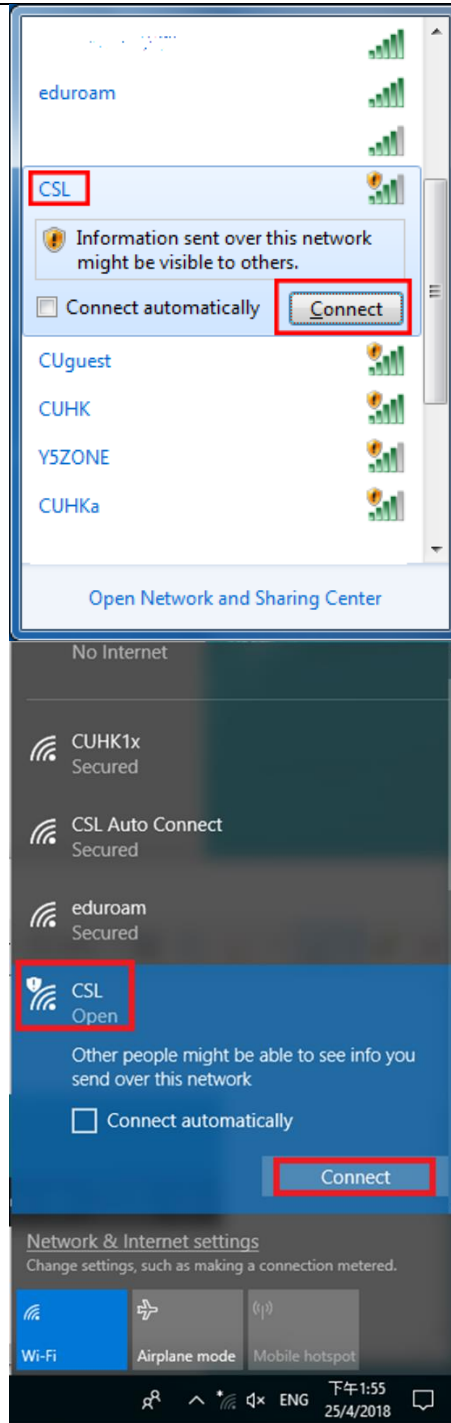 eduroam
CSL
Information sent over this network
might be visible to others.
Connect automatically
Connect
CUguest
CUHK
Y5ZONE
CUHKa
Open Network and Sharing Center
No Internet
CUHK1x
Secured
CSL Auto Connect
Secured
eduroam
Secured
CSL
Open
Other people might be able to see info you
send over this network
Connect automatically
Connect
Network & Internet settings
Change settings, such as making a connection metered.
Wi-Fi
Airplane mode
Mobile hotspot
ENG
下午1:55
25/4/2018